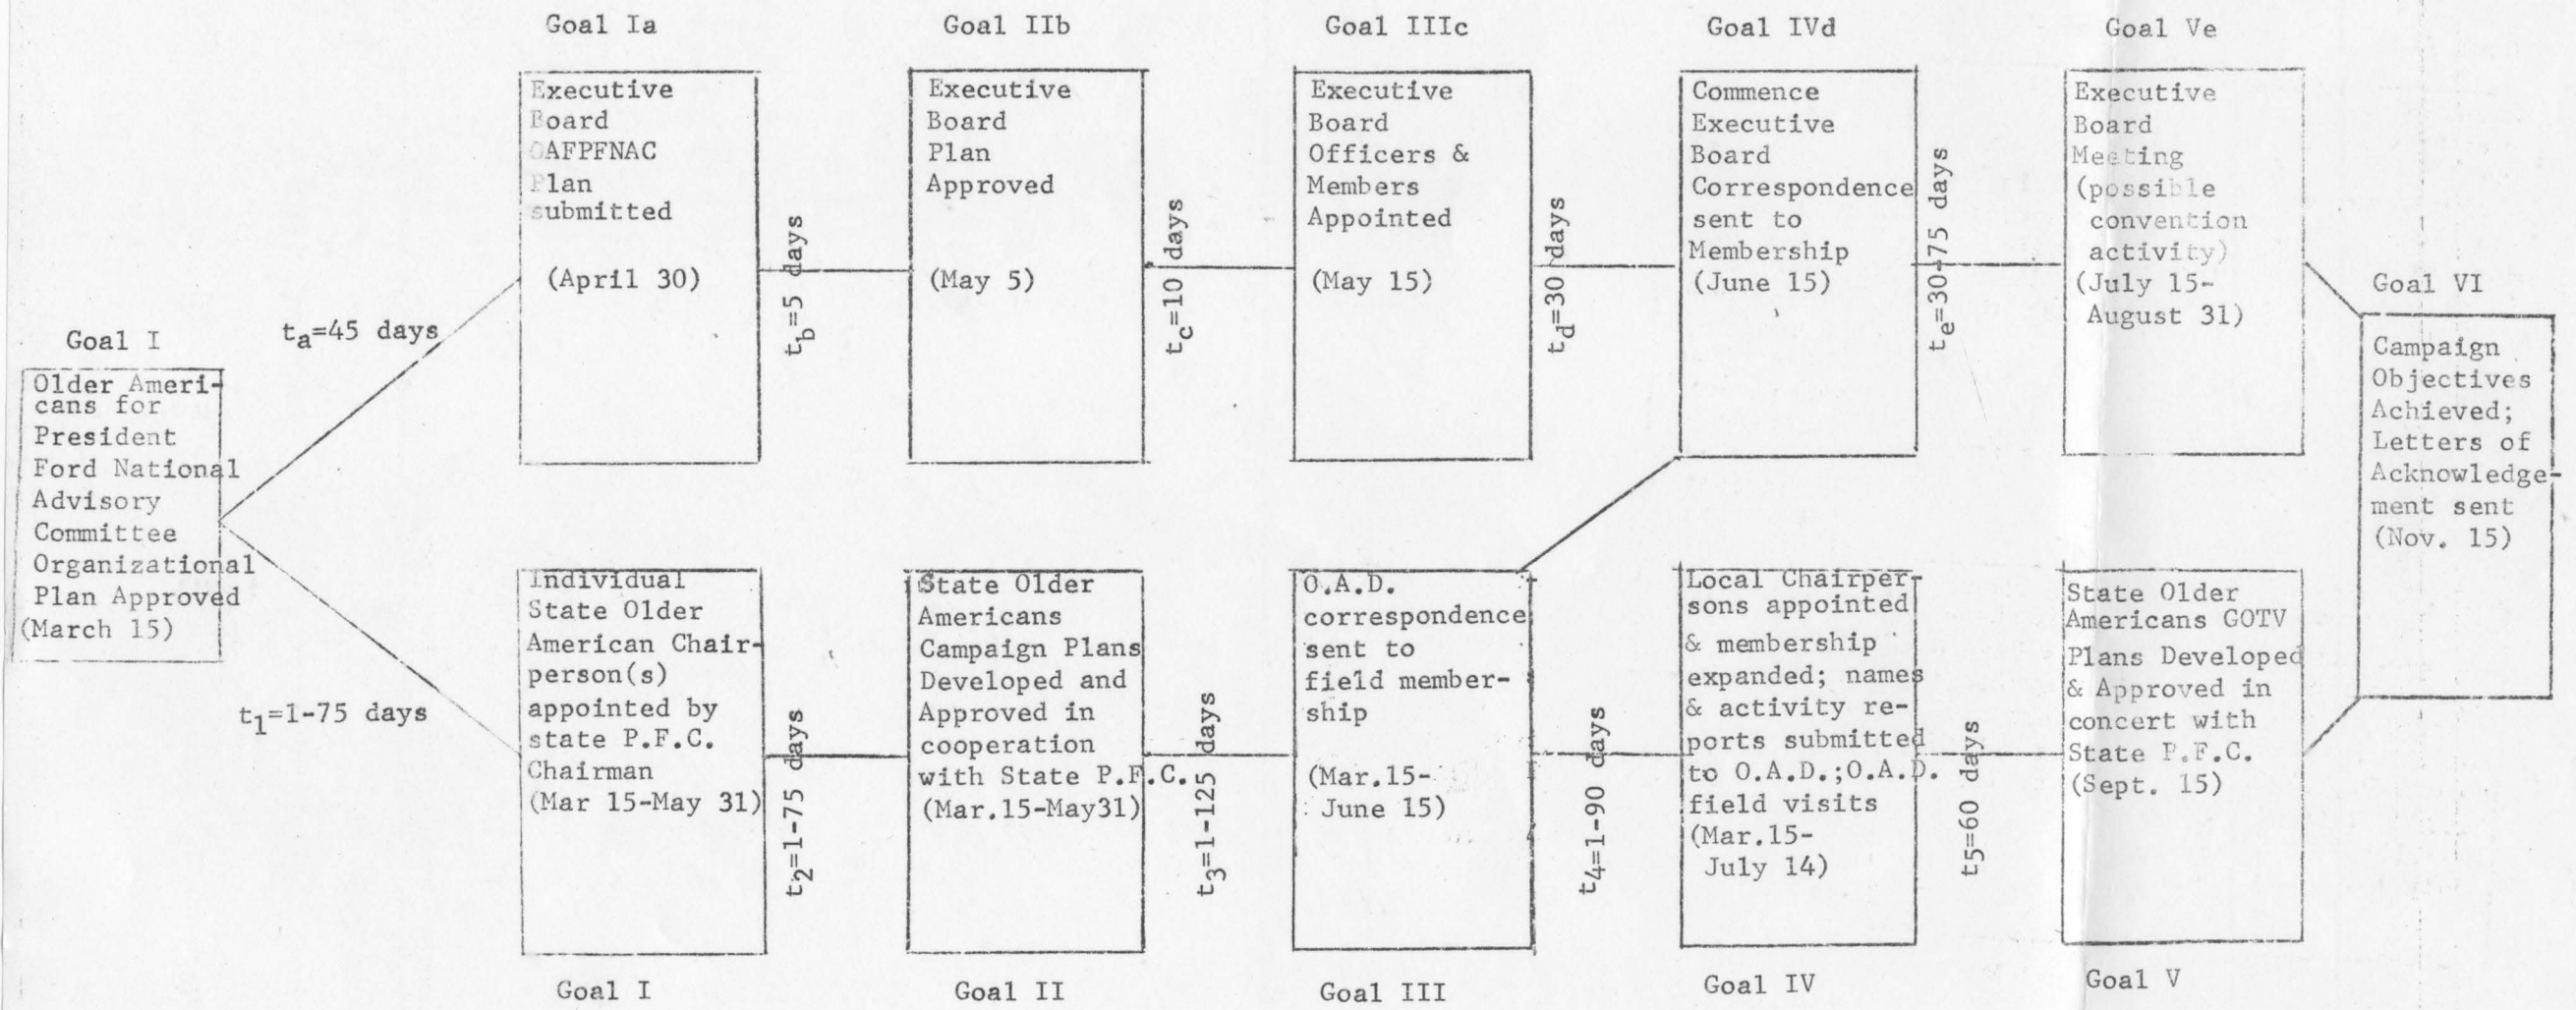 Goal Ia
Executive
Board
OAFPFNAC
Plan
submitted
(April 30)
tb=5 days
Goal IIb
Executive
Board
Plan
Approved
(May 5)
tc=10 days
Goal IIIc
Executive
Board
Officers &
Members
Appointed
(May 15)
td=30 days
Goal IVd
Commence
Executive
Board
Correspondence
sent to
Membership
(June 15)
te=30-75 days
Goal Ve
Executive
Board
Meeting
(possible
convention
activity)
(July 15-
August 31)
Goal I
Older Ameri-
cans for
President
Ford National
Advisory
Committee
Organizational
Plan Approved
(March 15)
ta=45 days
t1=1-75 days
Individual
State Older
American Chair-
person(s)
appointed by
state P.F.C.
Chairman
(Mar 15-May 31)
Goal I
t2=1-75 days
State Older
Americans
Campaign Plans
Developed and
Approved in
cooperation
with State P.F.C.
(Mar.15-May31)
Goal II
t3=1-125 days
O.A.D.
correspondence
sent to
field member-
ship
(Mar.15-
June 15)
Goal III
t4=1-90 days
Local Chairper-
sons appointed
& membership
expanded; names
& activity re-
ports submitted
to O.A.D.;O.A.D.
field visits
(Mar.15-
July 14)
Goal IV
t5=60 days
State Older
Americans GOTV
Plans Developed
& Approved in
concert with
State P.F.C.
(Sept. 15)
Goal V
Goal VI
Campaign
Objectives
Achieved;
Letters of
Acknowledge-
ment sent
(Nov. 15)